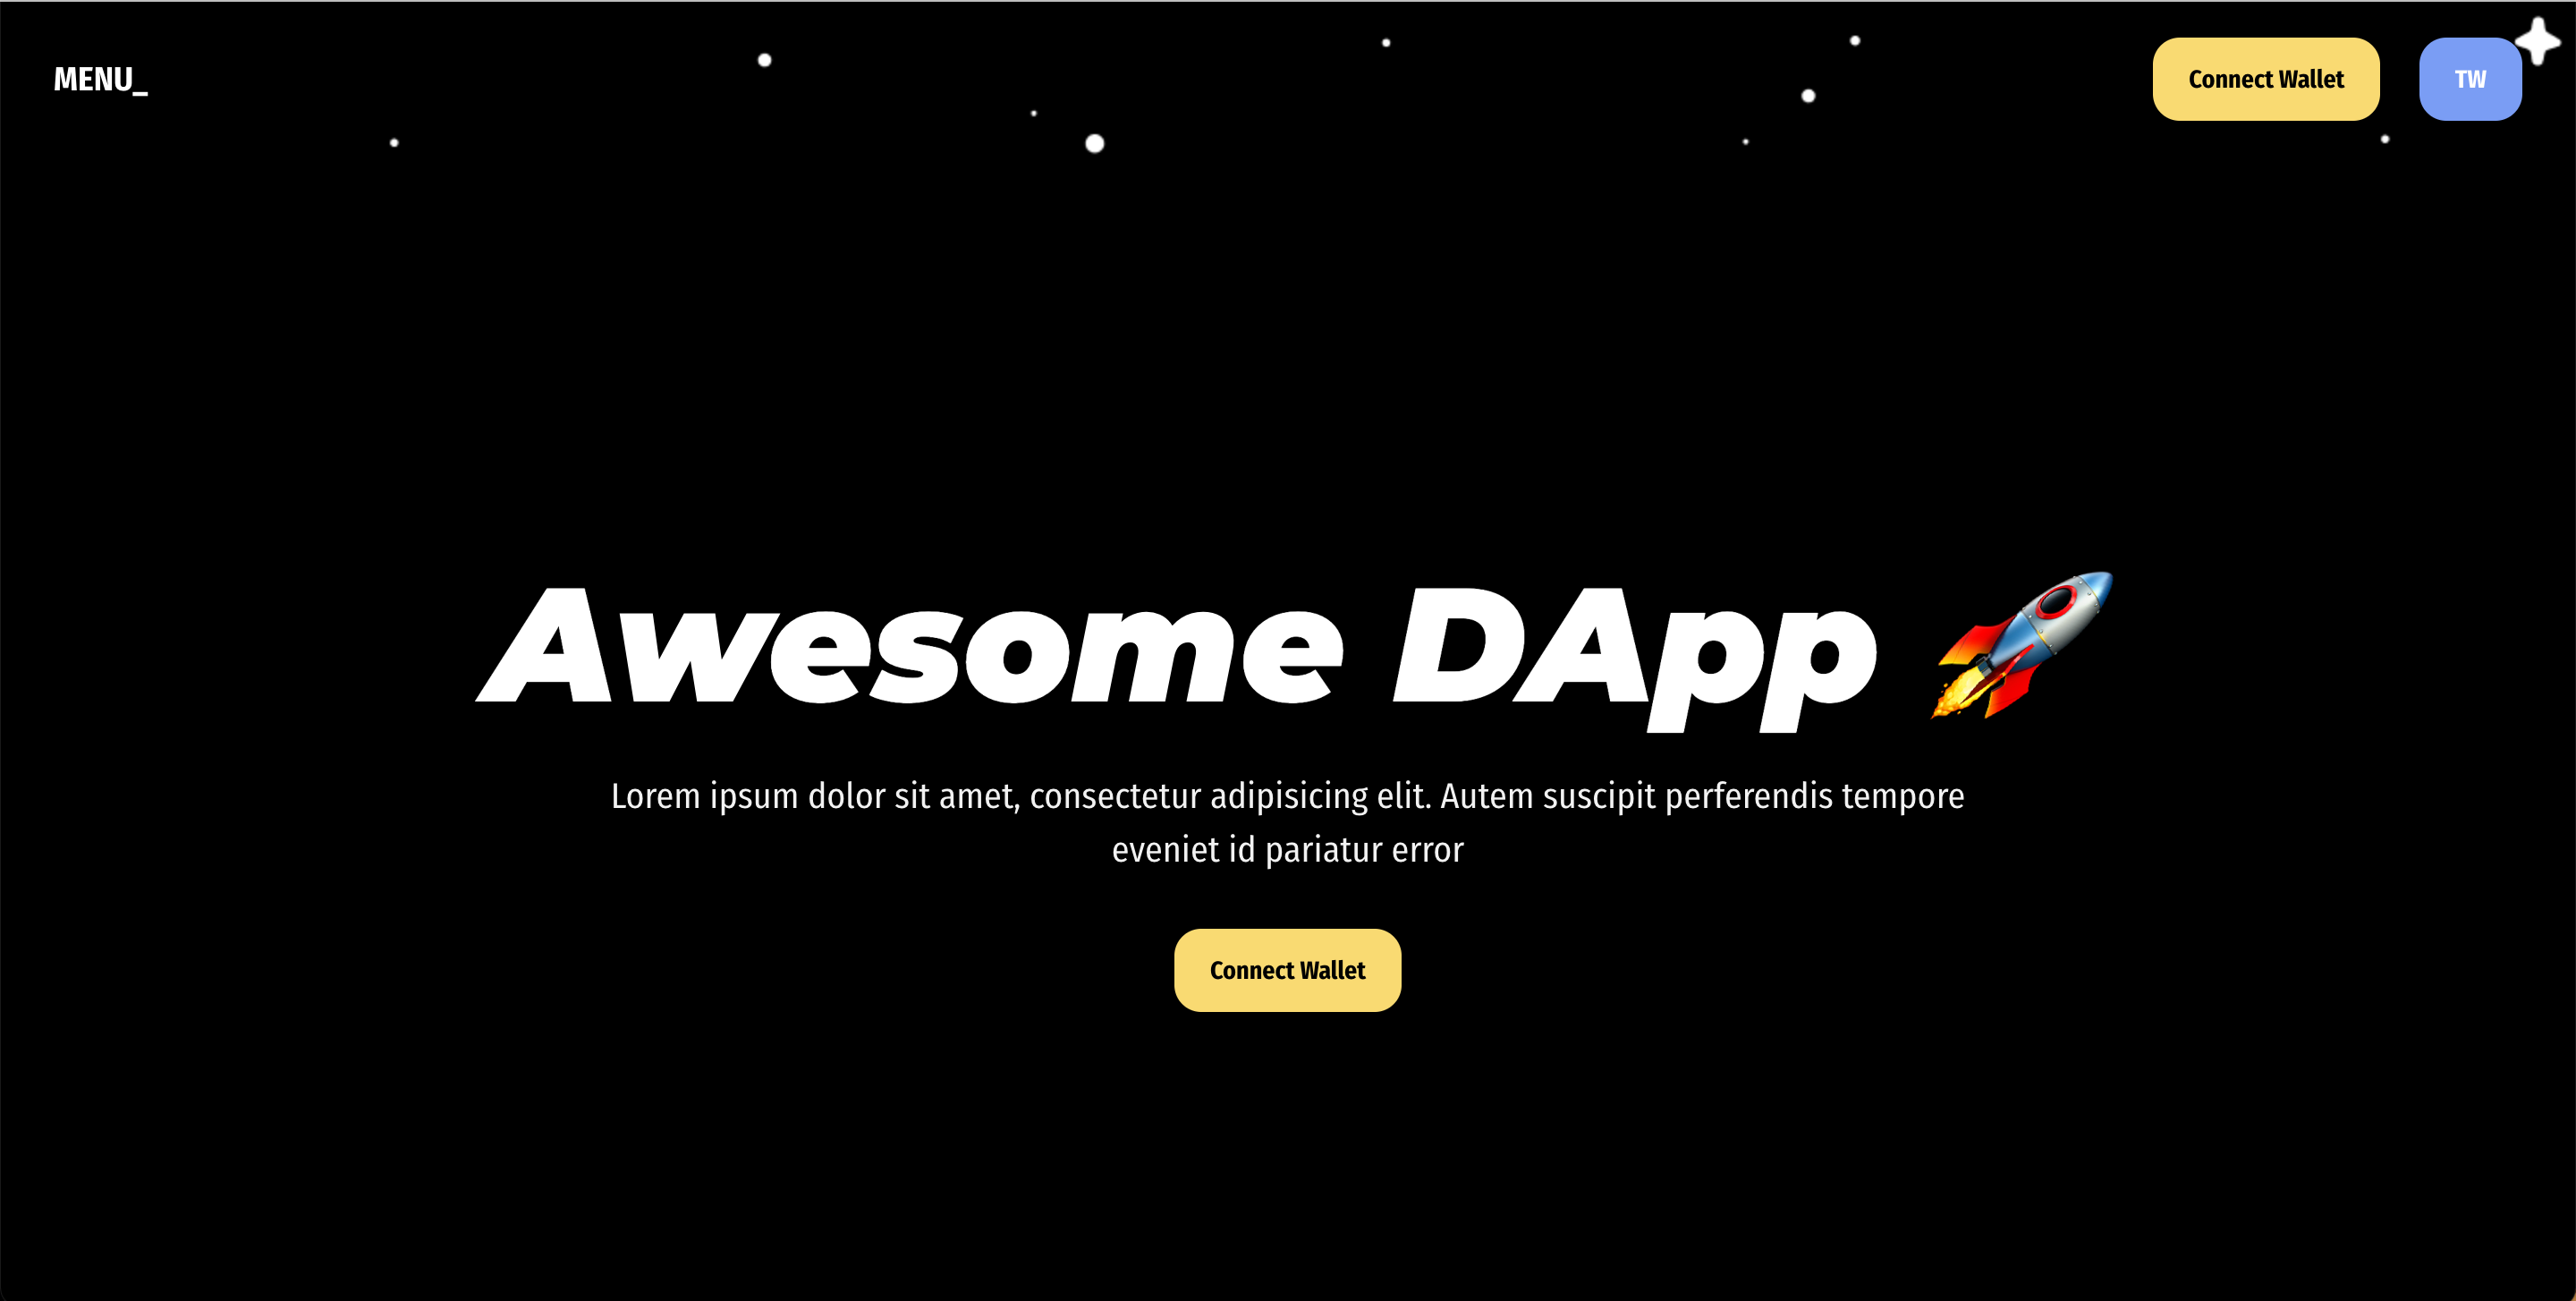 MENU_
Connect Wallet
TW
Awesome DApp 🚀
Lorem ipsum dolor sit amet, consectetur adipisicing elit. Autem suscipit perferendis tempore
eveniet id pariatur error
Connect Wallet